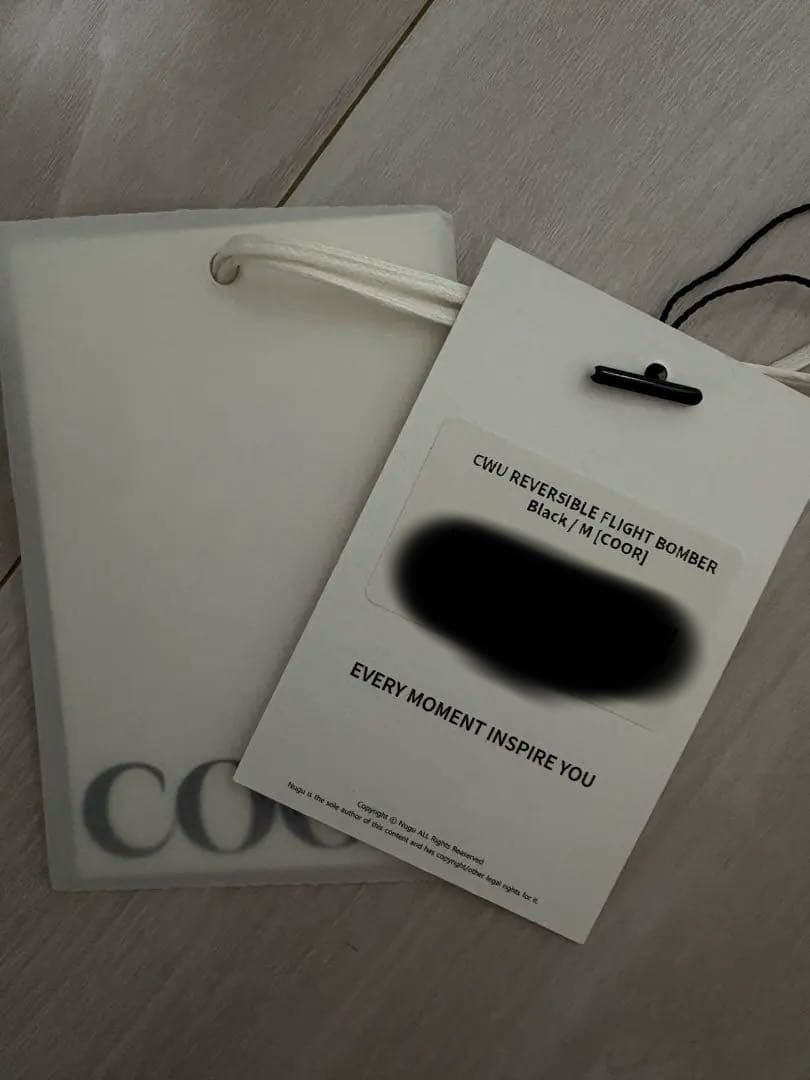 COO
CWU REVERSIBLE FLIGHT BOMBER
Black / M [COOR]
EVERY MOMENT INSPIRE YOU
Copyright ⓒ Nugu ALL Rights Reserved
Nugu is the sole author of this content and has copyright/other legal rights for it.